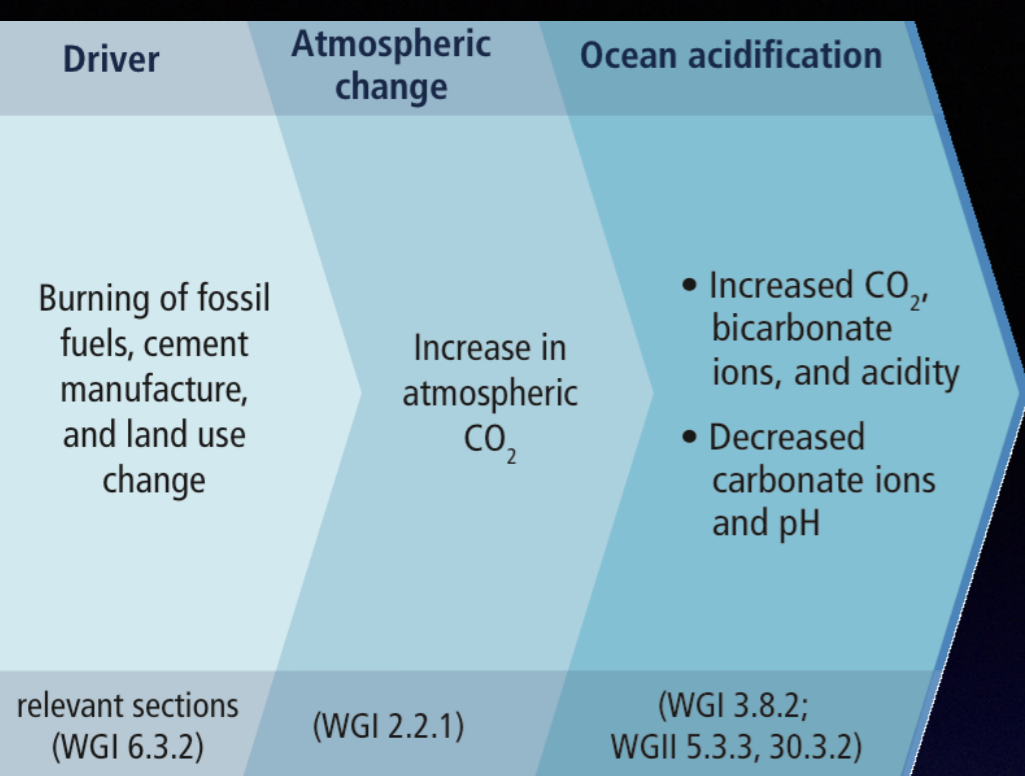 Driver
Atmospheric
change
Ocean acidification
Burning of fossil
fuels, cement
manufacture,
and land use
change
Increase in
atmospheric
CO₂
• Increased CO₂,
bicarbonate
ions, and acidity
• Decreased
carbonate ions
and pH
relevant sections
(WGI 6.3.2)
(WGI 2.2.1)
(WGI 3.8.2;
WGII 5.3.3, 30.3.2)